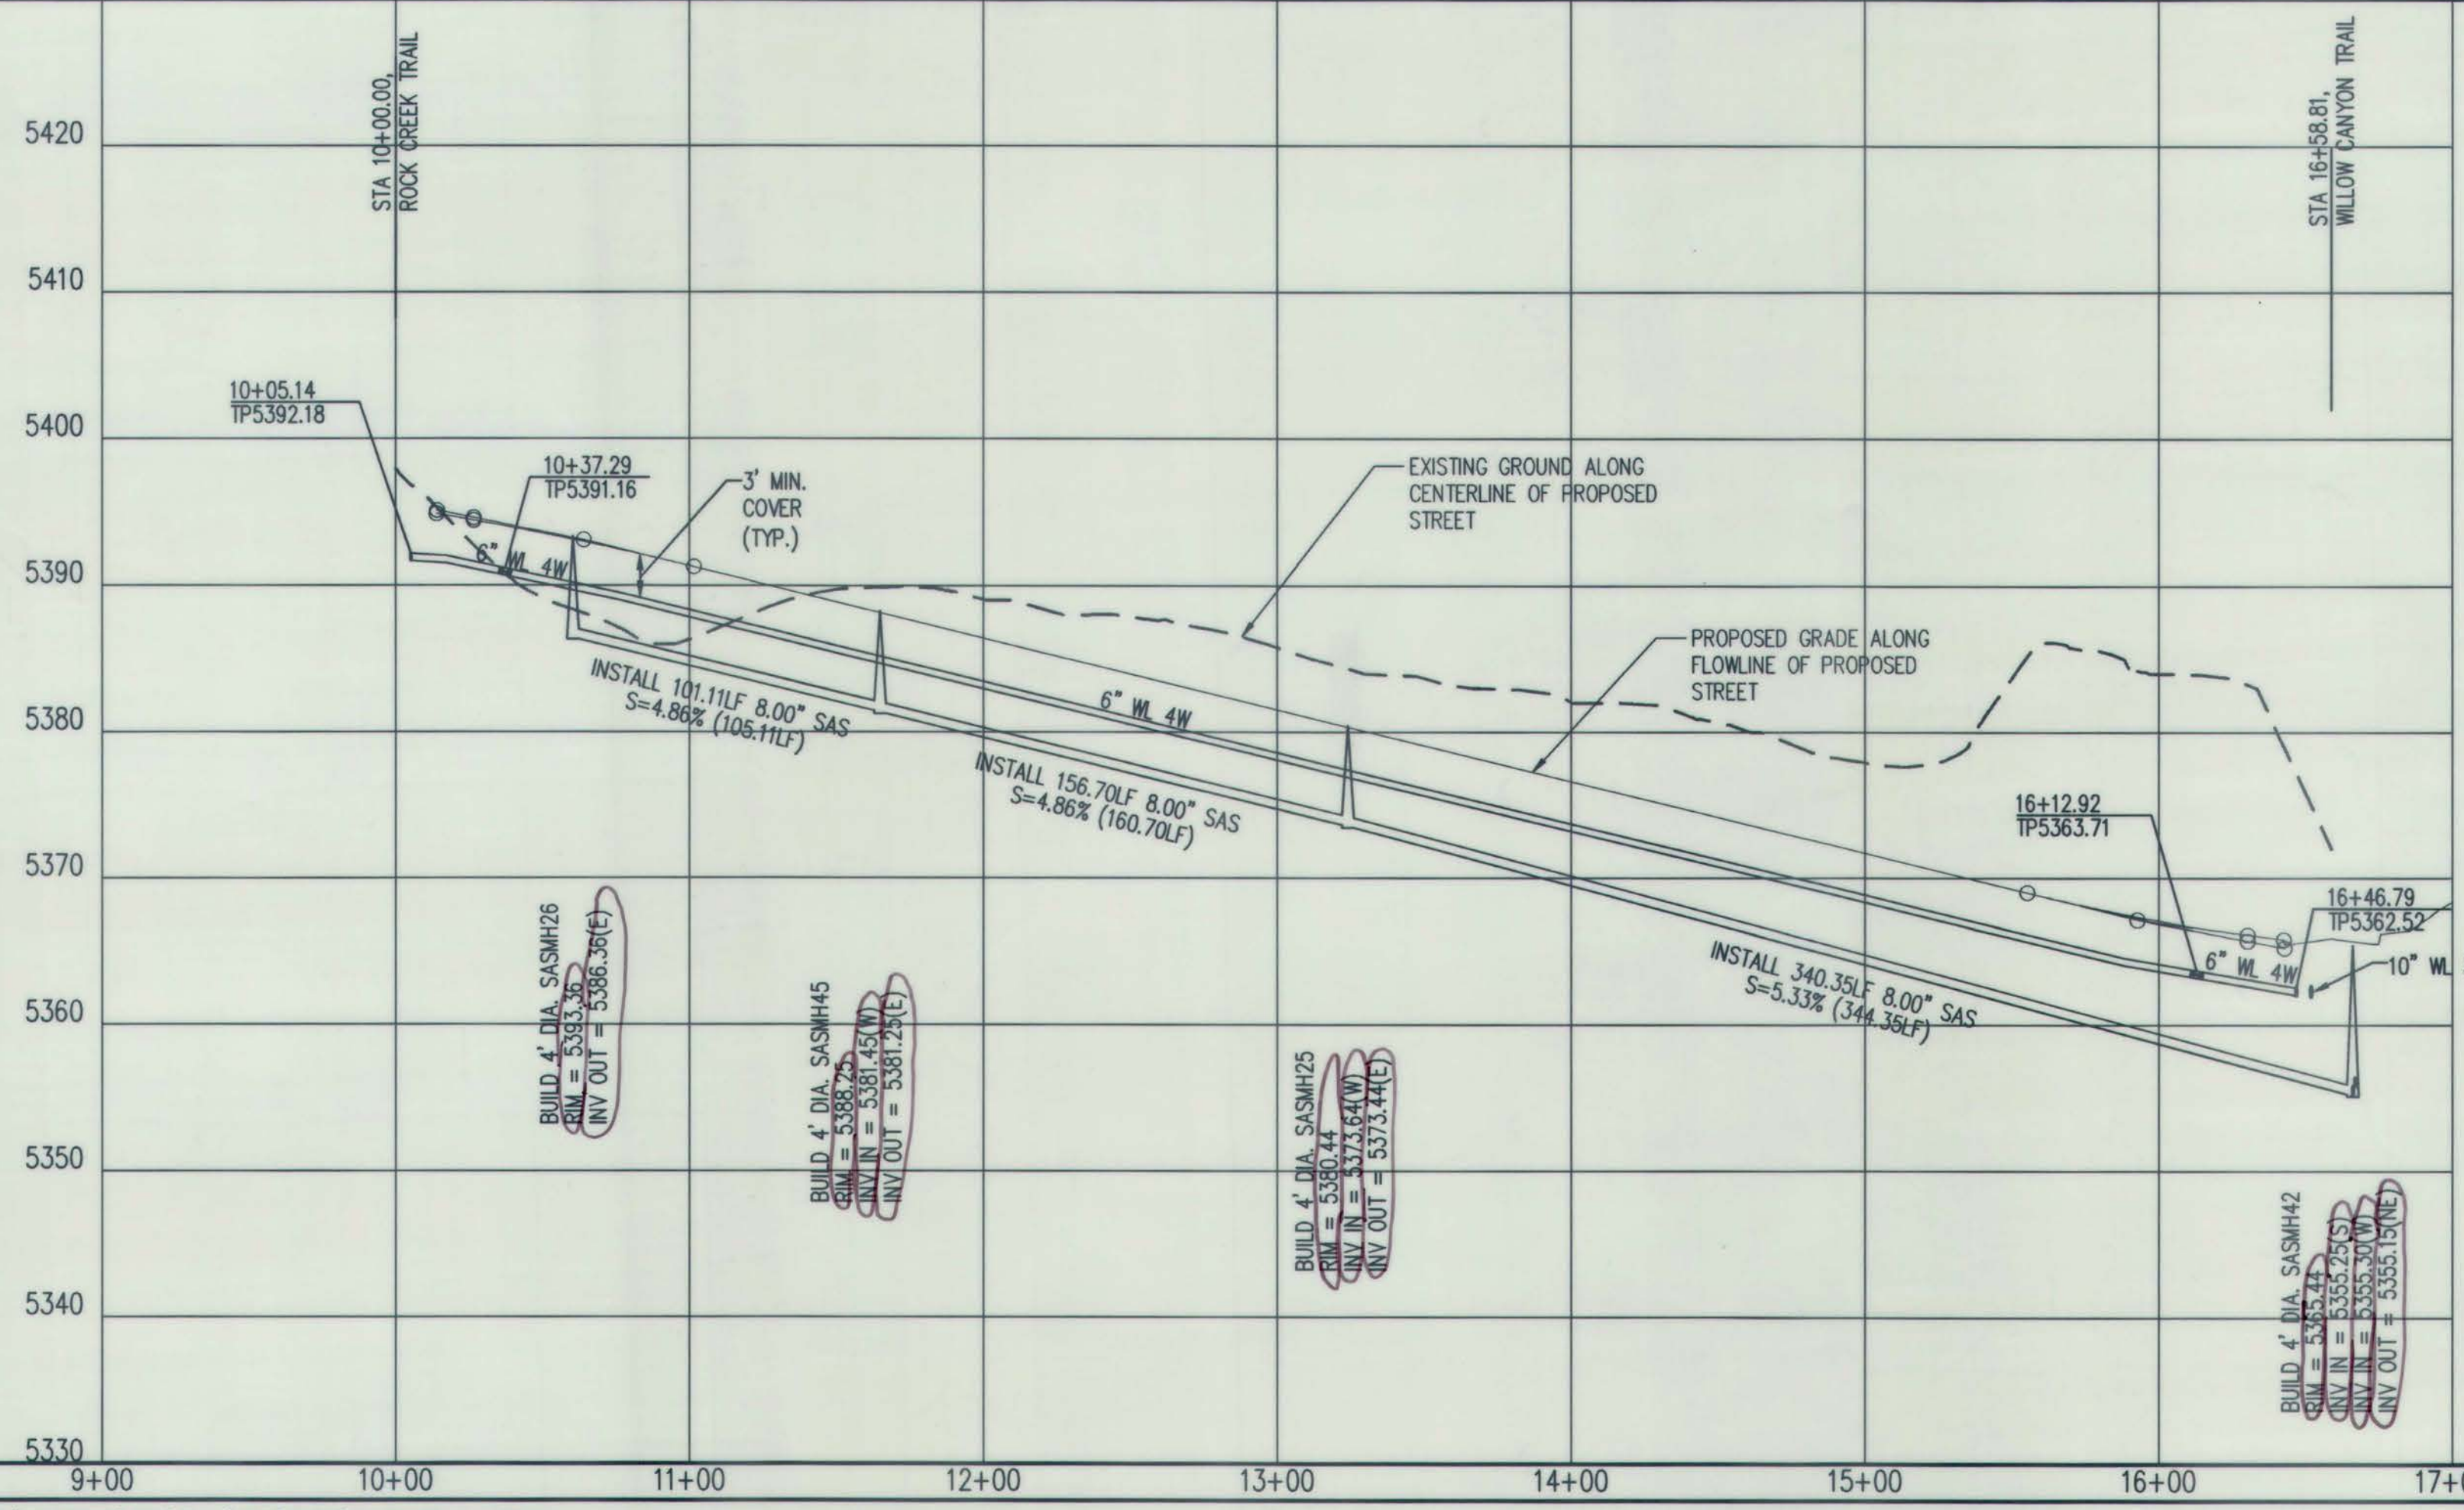 STA 10+00.00,
ROCK CREEK TRAIL
STA 16+58.81,
WILLOW CANYON TRAIL
5420
5410
5400
5390
5380
5370
5360
5350
5340
5330
10+05.14
TP5392.18
10+37.29
TP5391.16
3' MIN.
COVER
(TYP.)
EXISTING GROUND ALONG
CENTERLINE OF PROPOSED
STREET
PROPOSED GRADE ALONG
FLOWLINE OF PROPOSED
STREET
6" WL 4W
6" WL 4W
6" WL 4W
10" WL
16+12.92
TP5363.71
16+46.79
TP5362.52
INSTALL 101.11LF 8.00" SAS
S=4.86% (105.11LF)
INSTALL 156.70LF 8.00" SAS
S=4.86% (160.70LF)
INSTALL 340.35LF 8.00" SAS
S=5.33% (344.35LF)
BUILD 4' DIA. SASMH26
RIM = 5393.36
INV OUT = 5386.36(E)
BUILD 4' DIA. SASMH45
RIM = 5388.25
INV IN = 5381.45(W)
INV OUT = 5381.25(E)
BUILD 4' DIA. SASMH25
RIM = 5380.44
INV IN = 5373.64(W)
INV OUT = 5373.44(E)
BUILD 4' DIA. SASMH42
RIM = 5365.44
INV IN = 5355.25(S)
INV IN = 5355.30(W)
INV OUT = 5355.15(NE)
9+00
10+00
11+00
12+00
13+00
14+00
15+00
16+00